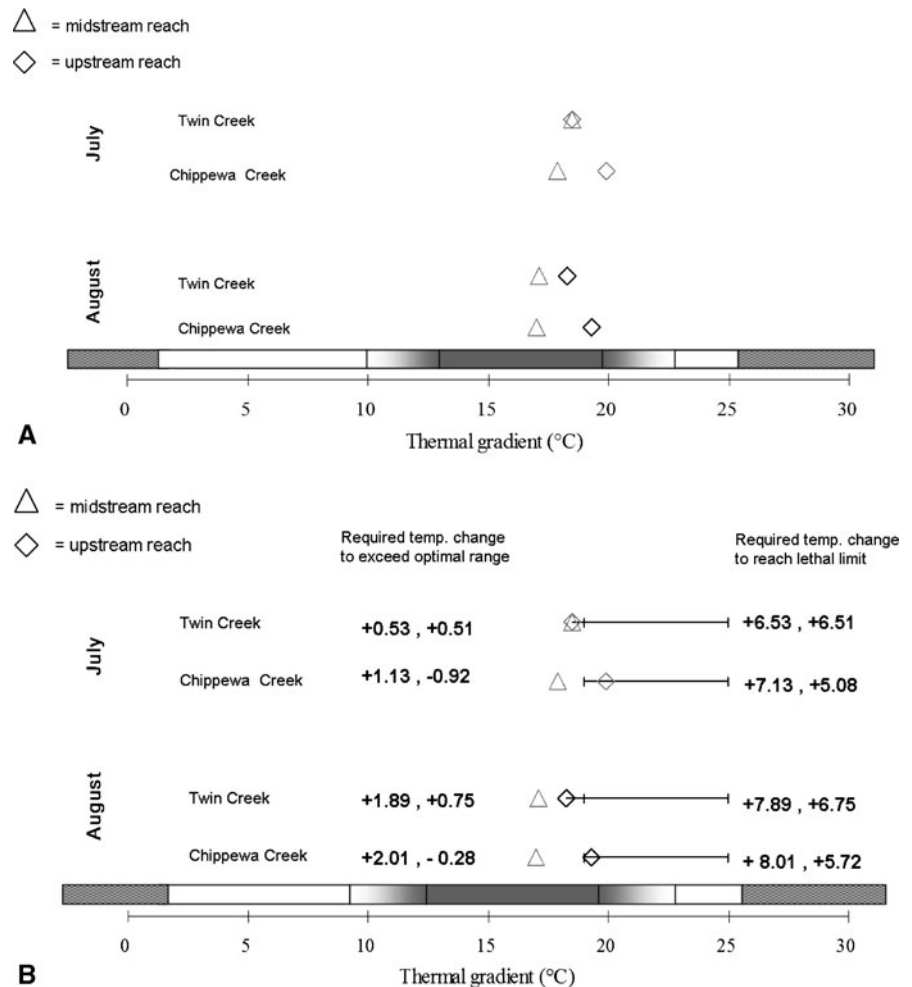 = midstream reach
= upstream reach
July
Twin Creek
Chippewa Creek
August
Twin Creek
Chippewa Creek
0 5 10 15 20 25 30
A
Thermal gradient (°C)
= midstream reach
= upstream reach
Required temp. change
to exceed optimal range
Required temp. change
to reach lethal limit
July
Twin Creek +0.53 , +0.51 +6.53 , +6.51
Chippewa Creek +1.13 , -0.92 +7.13 , +5.08
August
Twin Creek +1.89 , +0.75 +7.89 , +6.75
Chippewa Creek +2.01 , - 0.28 + 8.01 , +5.72
0 5 10 15 20 25 30
B
Thermal gradient (°C)